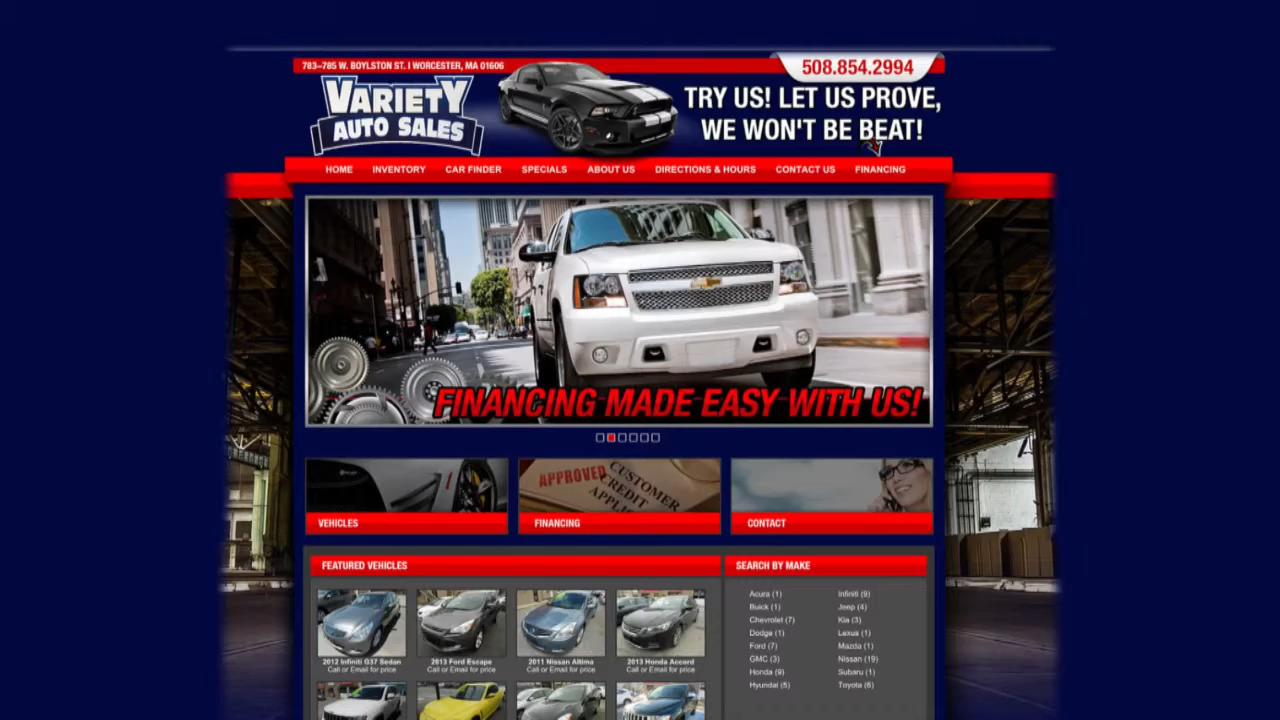 783-785 W. BOYLSTON ST. I WORCESTER, MA 01606
508.854.2994
VARIETY
AUTO SALES
TRY US! LET US PROVE,
WE WON'T BE BEAT!
HOME INVENTORY CAR FINDER SPECIALS ABOUT US DIRECTIONS & HOURS CONTACT US FINANCING
FINANCING MADE EASY WITH US!
APPROVED
CUSTOMER
CREDIT
VEHICLES
FINANCING
CONTACT
FEATURED VEHICLES
2012 Infiniti G37 Sedan
Call or Email for price
2013 Ford Escape
Call or Email for price
2011 Nissan Altima
Call or Email for price
2013 Honda Accord
Call or Email for price
SEARCH BY MAKE
Acura (1)
Buick (1)
Chevrolet (7)
Dodge (1)
Ford (7)
GMC (3)
Honda (9)
Hyundai (5)
Infiniti (9)
Jeep (4)
Kia (3)
Lexus (1)
Mazda (1)
Nissan (19)
Subaru (1)
Toyota (6)